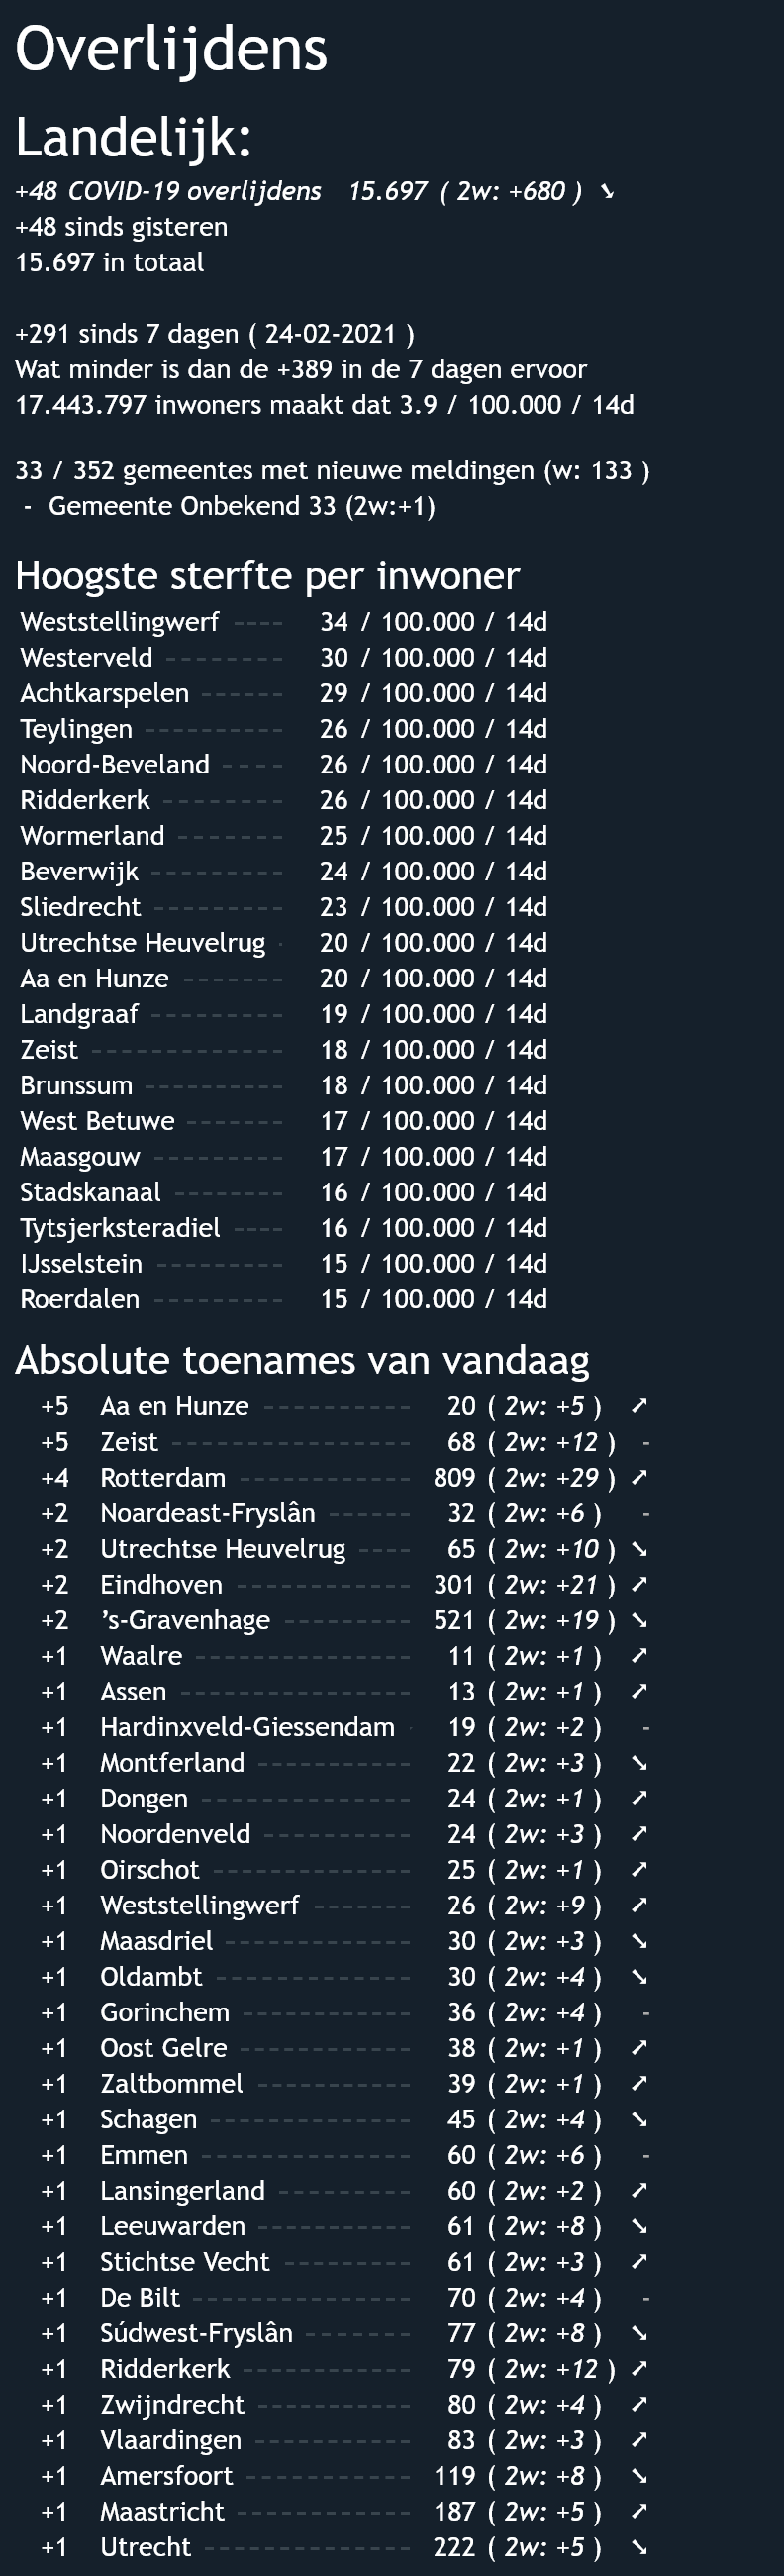 Overlijdens
Landelijk:
+48 COVID-19 overlijdens 15.697 ( 2w: +680 ) ➘
+48 sinds gisteren
15.697 in totaal
+291 sinds 7 dagen ( 24-02-2021 )
Wat minder is dan de +389 in de 7 dagen ervoor
17.443.797 inwoners maakt dat 3.9 / 100.000 / 14d
33 / 352 gemeentes met nieuwe meldingen (w: 133 )
- Gemeente Onbekend 33 (2w:+1)
Hoogste sterfte per inwoner
Weststellingwerf ---- 34 / 100.000 / 14d
Westerveld -------- 30 / 100.000 / 14d
Achtkarspelen ------ 29 / 100.000 / 14d
Teylingen ---------- 26 / 100.000 / 14d
Noord-Beveland ---- 26 / 100.000 / 14d
Ridderkerk -------- 26 / 100.000 / 14d
Wormerland ------- 25 / 100.000 / 14d
Beverwijk --------- 24 / 100.000 / 14d
Sliedrecht --------- 23 / 100.000 / 14d
Utrechtse Heuvelrug - 20 / 100.000 / 14d
Aa en Hunze ------- 20 / 100.000 / 14d
Landgraaf --------- 19 / 100.000 / 14d
Zeist ------------- 18 / 100.000 / 14d
Brunssum ---------- 18 / 100.000 / 14d
West Betuwe ------- 17 / 100.000 / 14d
Maasgouw --------- 17 / 100.000 / 14d
Stadskanaal -------- 16 / 100.000 / 14d
Tytsjerksteradiel ---- 16 / 100.000 / 14d
IJsselstein --------- 15 / 100.000 / 14d
Roerdalen --------- 15 / 100.000 / 14d
Absolute toenames van vandaag
+5 Aa en Hunze ---------- 20 ( 2w: +5 ) ➚
+5 Zeist ---------------- 68 ( 2w: +12 ) -
+4 Rotterdam ------------ 809 ( 2w: +29 ) ➚
+2 Noardeast-Fryslân ------ 32 ( 2w: +6 ) -
+2 Utrechtse Heuvelrug ---- 65 ( 2w: +10 ) ➘
+2 Eindhoven ------------ 301 ( 2w: +21 ) ➚
+2 ’s-Gravenhage --------- 521 ( 2w: +19 ) ➘
+1 Waalre --------------- 11 ( 2w: +1 ) ➚
+1 Assen ---------------- 13 ( 2w: +1 ) ➚
+1 Hardinxveld-Giessendam - 19 ( 2w: +2 ) -
+1 Montferland ----------- 22 ( 2w: +3 ) ➘
+1 Dongen --------------- 24 ( 2w: +1 ) ➚
+1 Noordenveld ---------- 24 ( 2w: +3 ) ➚
+1 Oirschot -------------- 25 ( 2w: +1 ) ➚
+1 Weststellingwerf ------- 26 ( 2w: +9 ) ➚
+1 Maasdriel ------------- 30 ( 2w: +3 ) ➘
+1 Oldambt -------------- 30 ( 2w: +4 ) ➘
+1 Gorinchem ------------ 36 ( 2w: +4 ) -
+1 Oost Gelre ------------ 38 ( 2w: +1 ) ➚
+1 Zaltbommel ----------- 39 ( 2w: +1 ) ➚
+1 Schagen -------------- 45 ( 2w: +4 ) ➘
+1 Emmen --------------- 60 ( 2w: +6 ) -
+1 Lansingerland --------- 60 ( 2w: +2 ) ➚
+1 Leeuwarden ----------- 61 ( 2w: +8 ) ➘
+1 Stichtse Vecht --------- 61 ( 2w: +3 ) ➚
+1 De Bilt ---------------- 70 ( 2w: +4 ) -
+1 Súdwest-Fryslân ------- 77 ( 2w: +8 ) ➘
+1 Ridderkerk ------------ 79 ( 2w: +12 ) ➚
+1 Zwijndrecht ----------- 80 ( 2w: +4 ) ➚
+1 Vlaardingen ----------- 83 ( 2w: +3 ) ➚
+1 Amersfoort ------------ 119 ( 2w: +8 ) ➘
+1 Maastricht ------------ 187 ( 2w: +5 ) ➚
+1 Utrecht --------------- 222 ( 2w: +5 ) ➘